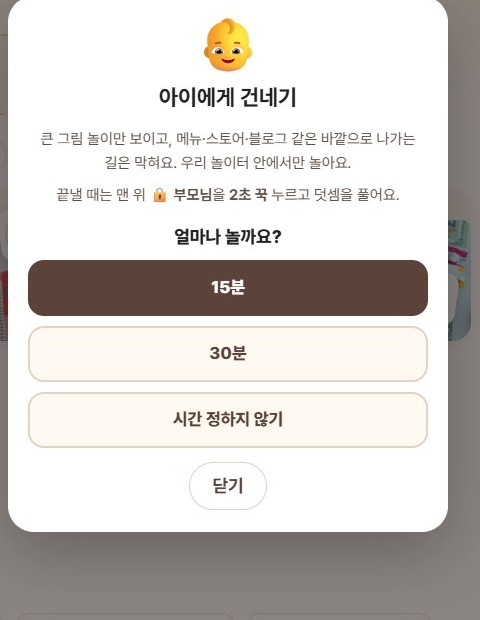 아이에게 건네기
큰 그림 놀이만 보이고, 메뉴·스토어·블로그 같은 바깥으로 나가는
길은 막혀요. 우리 놀이터 안에서만 놀아요.
끝낼 때는 맨 위 🔒 부모님을 2초 꾹 누르고 덧셈을 풀어요.
얼마나 놀까요?
15분
30분
시간 정하지 않기
닫기